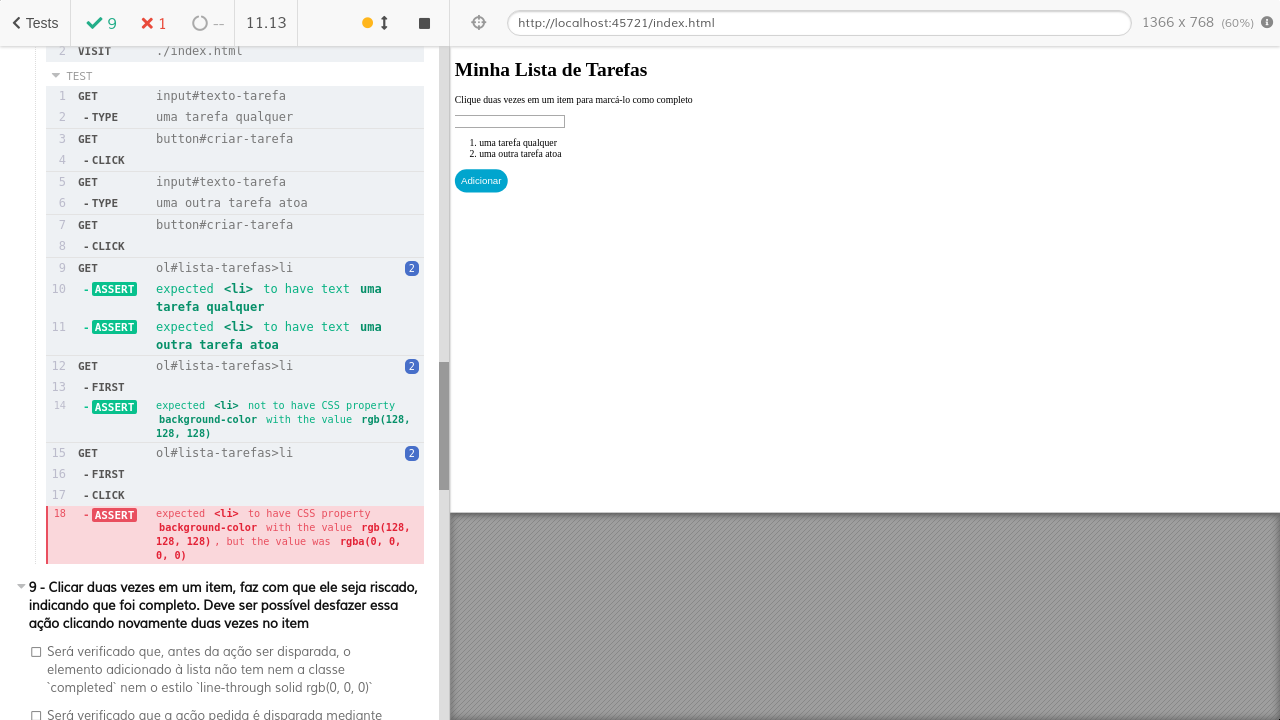 Tests 9 1 -- 11.13
http://localhost:45721/index.html 1366 x 768 (60%)
2 VISIT ./index.html
TEST
1 GET input#texto-tarefa
2 -TYPE uma tarefa qualquer
3 GET button#criar-tarefa
4 -CLICK
5 GET input#texto-tarefa
6 -TYPE uma outra tarefa atoa
7 GET button#criar-tarefa
8 -CLICK
9 GET ol#lista-tarefas>li 2
10 -ASSERT expected <li> to have text uma
tarefa qualquer
11 -ASSERT expected <li> to have text uma
outra tarefa atoa
12 GET ol#lista-tarefas>li 2
13 -FIRST
14 -ASSERT expected <li> not to have CSS property
background-color with the value rgb(128,
128, 128)
15 GET ol#lista-tarefas>li 2
16 -FIRST
17 -CLICK
18 -ASSERT expected <li> to have CSS property
background-color with the value rgb(128,
128, 128), but the value was rgba(0, 0,
0, 0)
9 - Clicar duas vezes em um item, faz com que ele seja riscado,
indicando que foi completo. Deve ser possível desfazer essa
ação clicando novamente duas vezes no item
Será verificado que, antes da ação ser disparada, o
elemento adicionado à lista não tem nem a classe
`completed` nem o estilo `line-through solid rgb(0, 0, 0)`
Será verificado que a ação pedida é disparada mediante
Minha Lista de Tarefas
Clique duas vezes em um item para marcá-lo como completo
1. uma tarefa qualquer
2. uma outra tarefa atoa
Adicionar